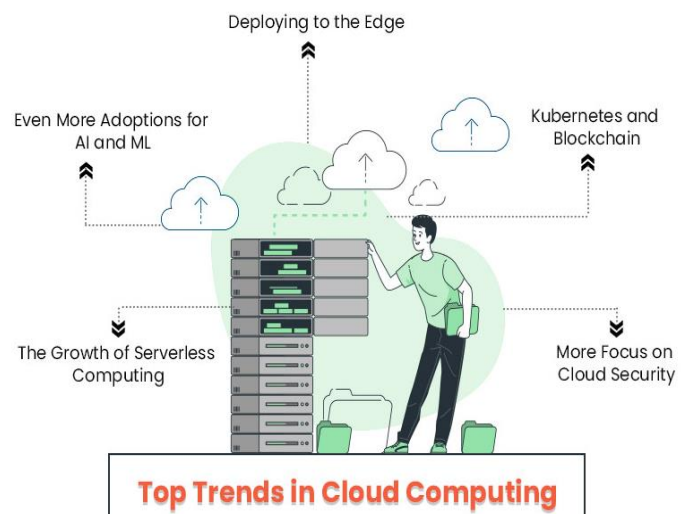 Deploying to the Edge
Even More Adoptions for
AI and ML
Kubernetes and
Blockchain
The Growth of Serverless
Computing
More Focus on
Cloud Security
Top Trends in Cloud Computing